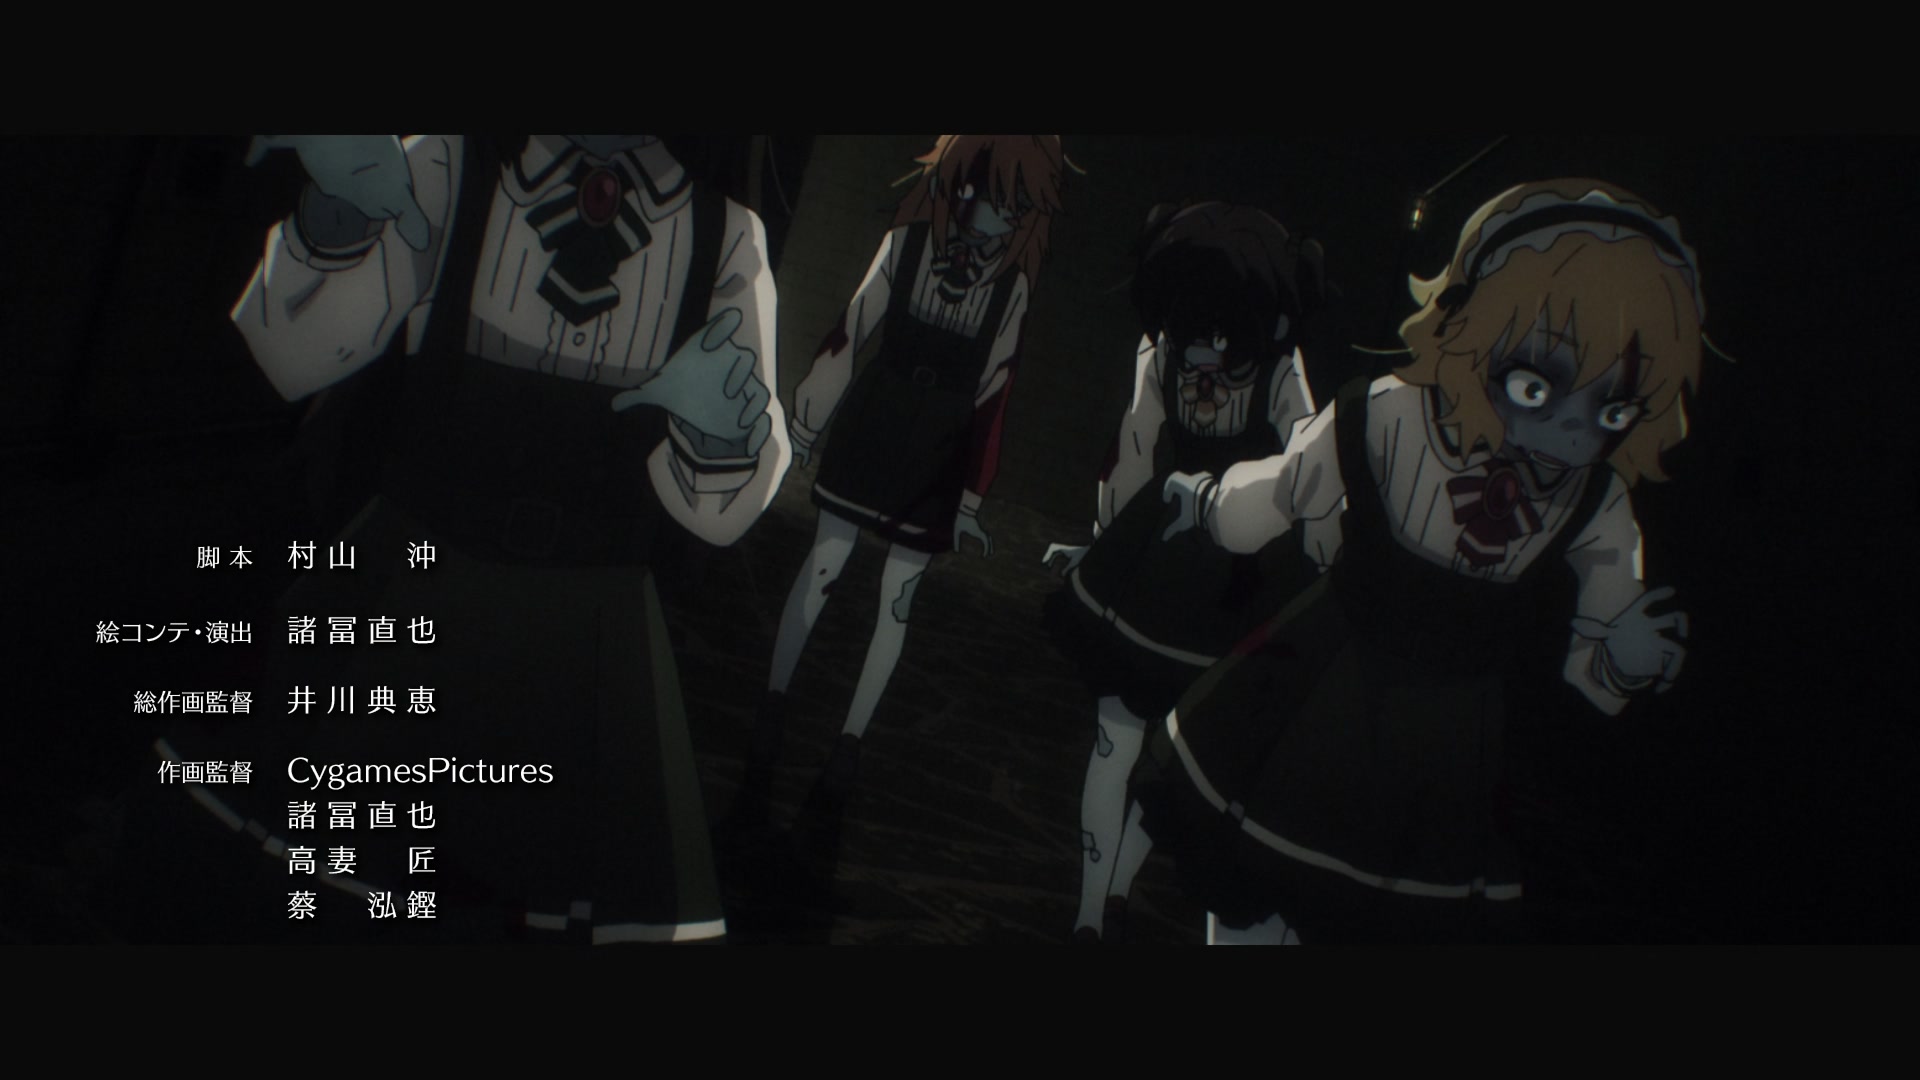 脚本 村山 沖
絵コンテ・演出 諸冨直也
総作画監督 井川典恵
作画監督 CygamesPictures
諸冨直也
高妻 匠
蔡 泓鏗